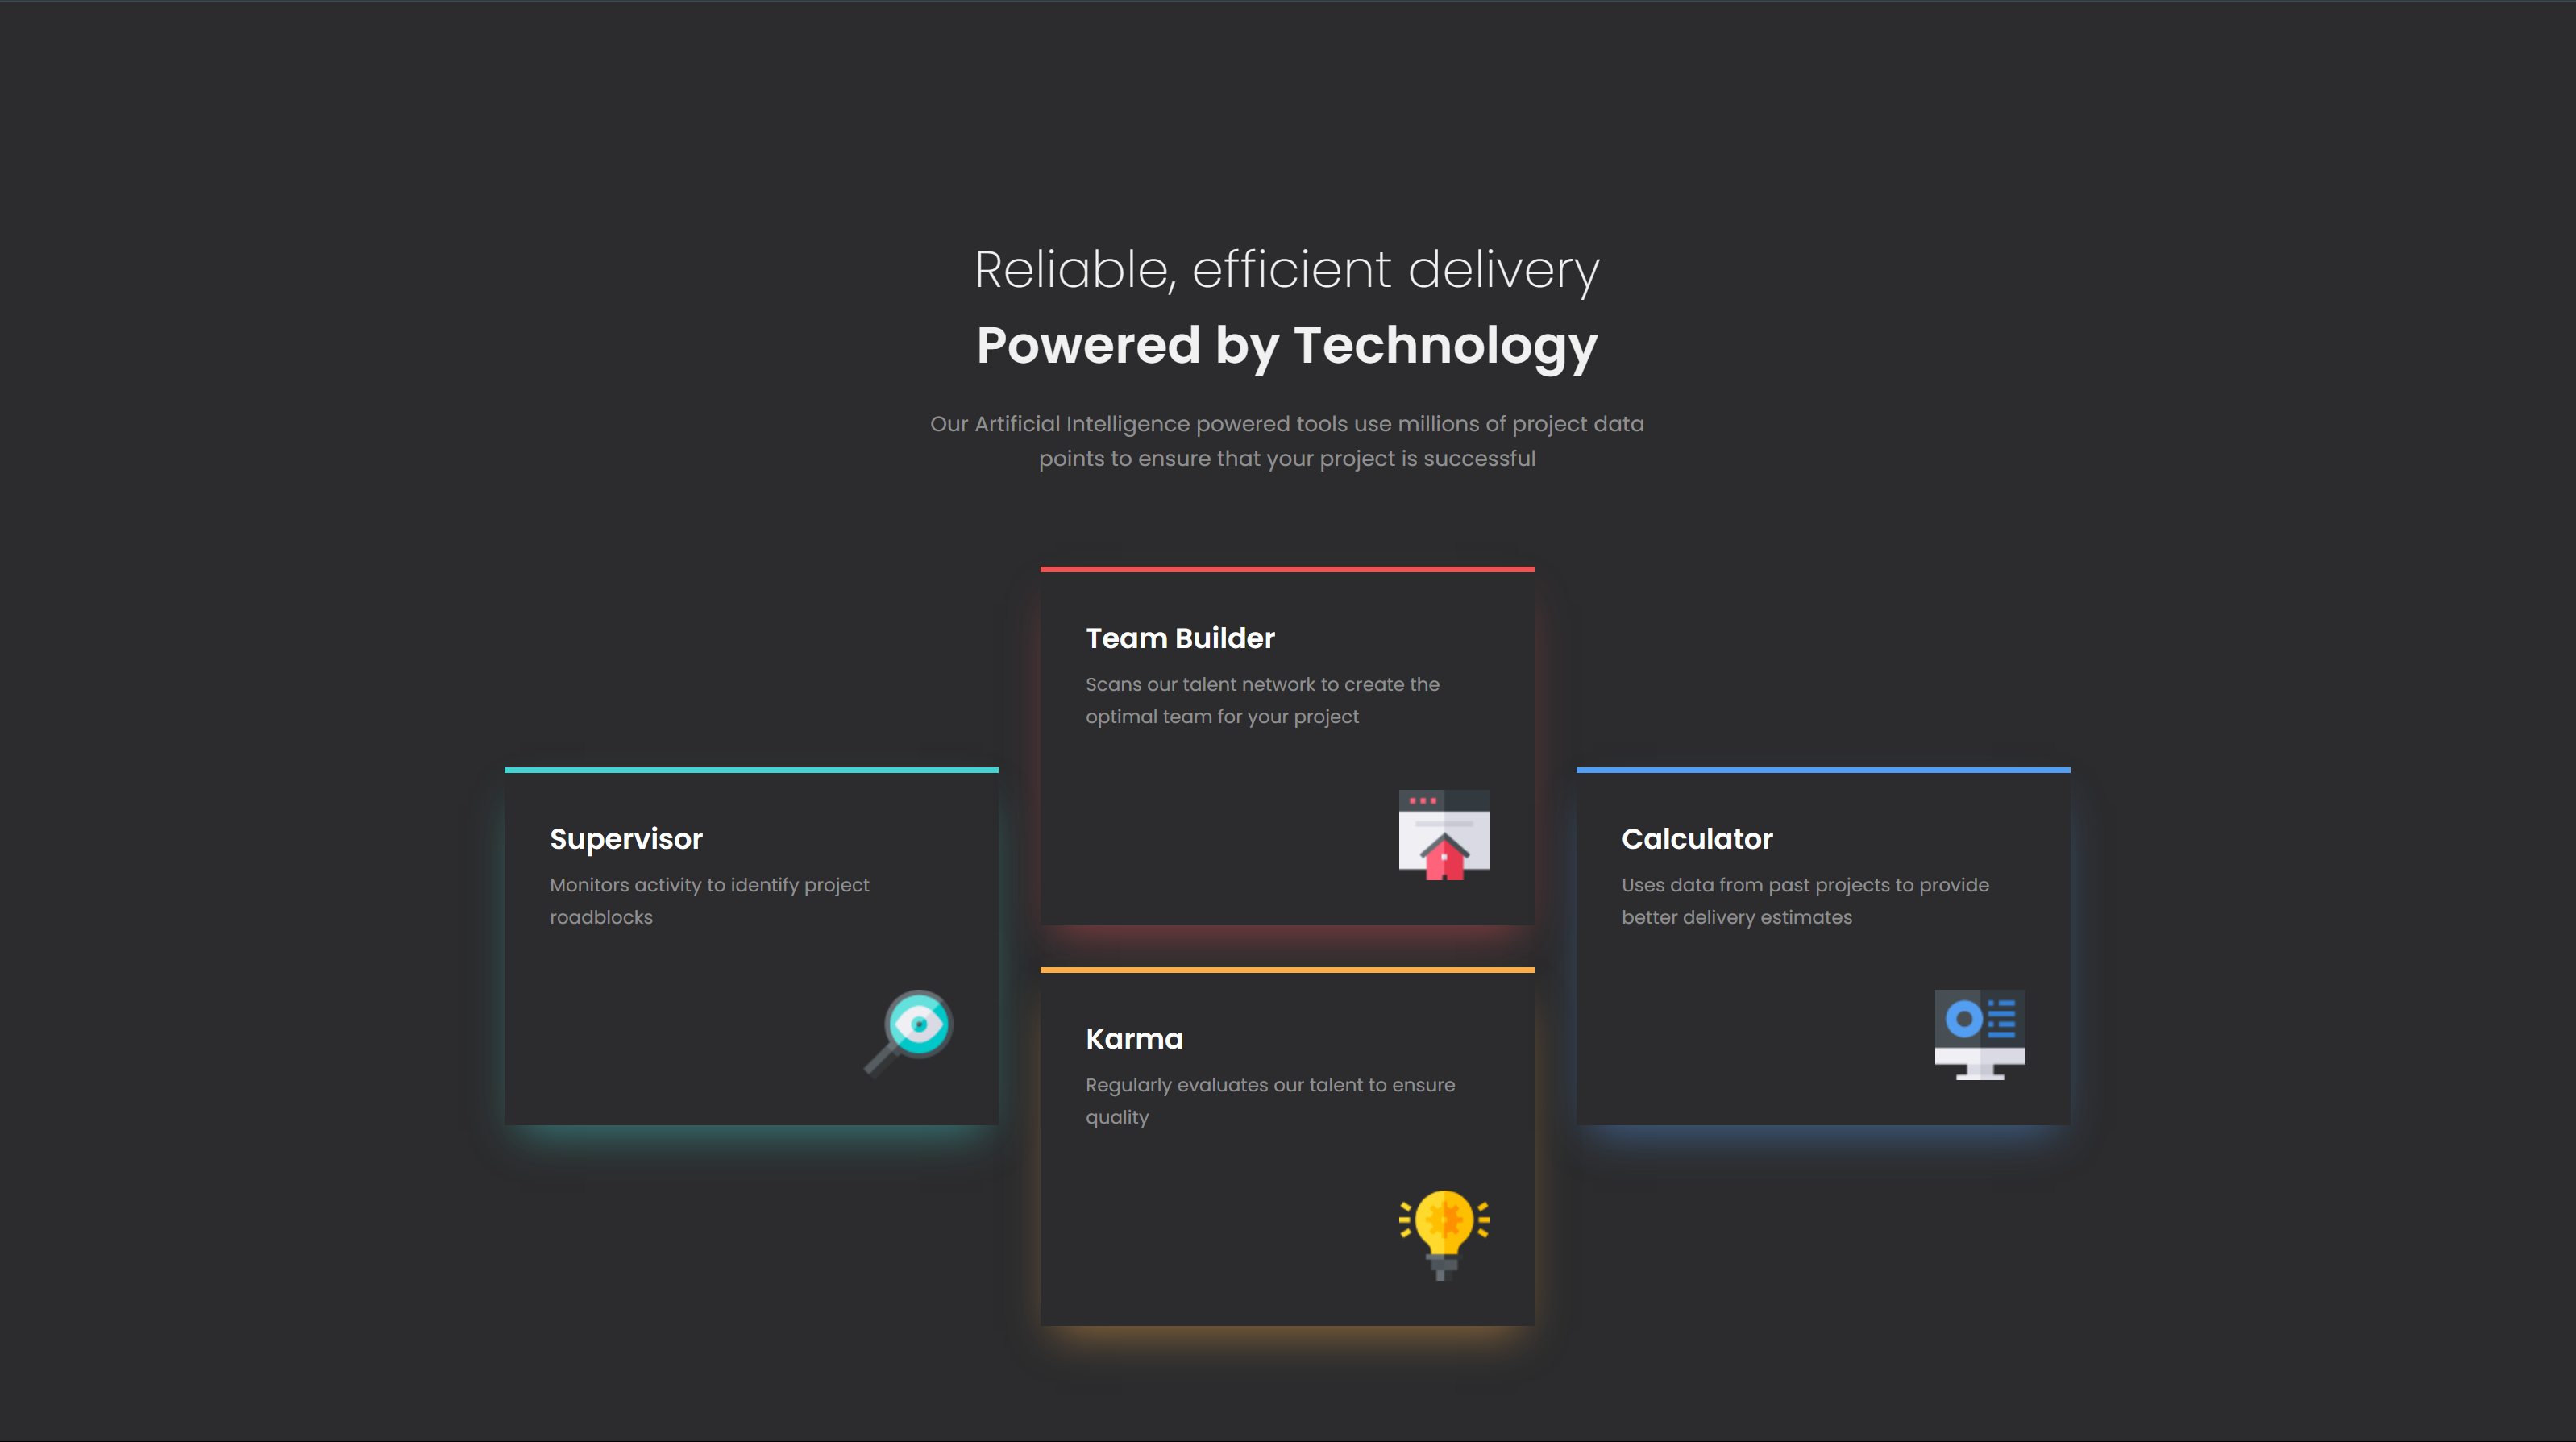 Reliable, efficient delivery
Powered by Technology
Our Artificial Intelligence powered tools use millions of project data
points to ensure that your project is successful
Supervisor
Monitors activity to identify project
roadblocks
Team Builder
Scans our talent network to create the
optimal team for your project
Karma
Regularly evaluates our talent to ensure
quality
Calculator
Uses data from past projects to provide
better delivery estimates